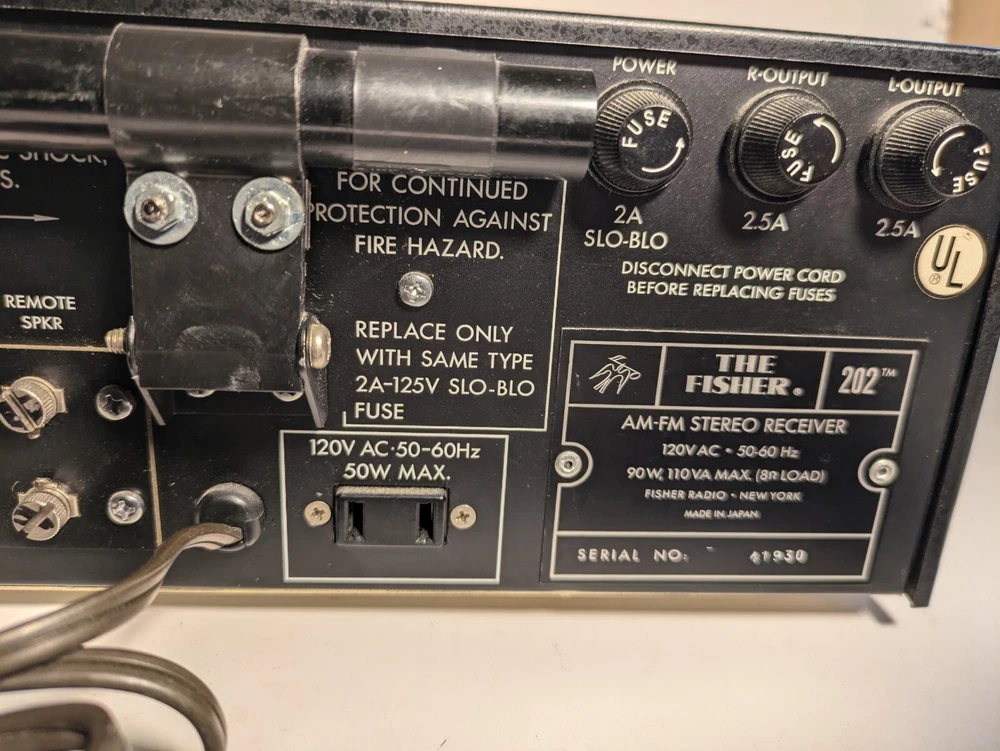 SHOCK,
S.
REMOTE
SPKR
FOR CONTINUED
PROTECTION AGAINST
FIRE HAZARD.
REPLACE ONLY
WITH SAME TYPE
2A-125V SLO-BLO
FUSE
120V AC·50-60Hz
50W MAX.
POWER
FUSE
2A
SLO-BLO
R-OUTPUT
FUSE
2.5A
L-OUTPUT
FUSE
2.5A
DISCONNECT POWER CORD
BEFORE REPLACING FUSES
UL
®
THE
FISHER®
202™
AM-FM STEREO RECEIVER
120V AC • 50-60 Hz
90W, 110VA MAX. (8Ω LOAD)
FISHER RADIO • NEW YORK
MADE IN JAPAN
SERIAL NO: 41930